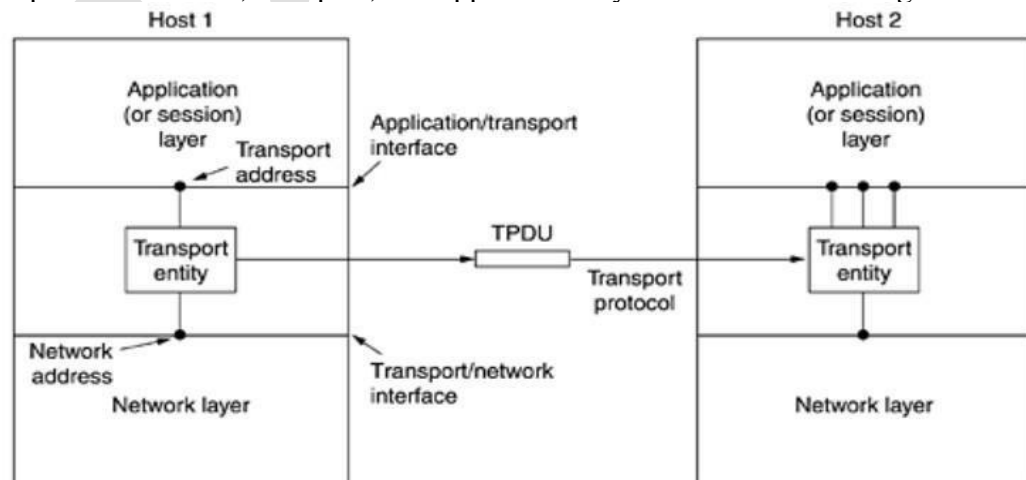 Host 1
Host 2
Application
(or session)
layer
Transport
address
Application/transport
interface
Application
(or session)
layer
Transport
entity
TPDU
Transport
protocol
Transport
entity
Network
address
Transport/network
interface
Network layer
Network layer